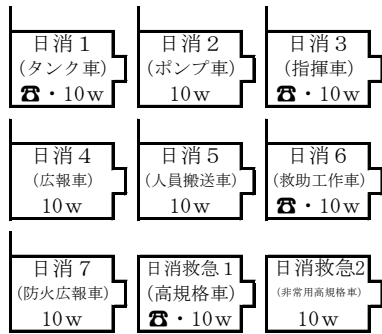 日消1 日消2 日消3
(タンク車) (ポンプ車) (指揮車)
☎・10w 10w ☎・10w
日消4 日消5 日消6
(広報車) (人員搬送車) (救助工作車)
10w 10w ☎・10w
日消7 日消救急1 日消救急2
(防火広報車) (高規格車) (非常用高規格車)
10w ☎・10w 10w